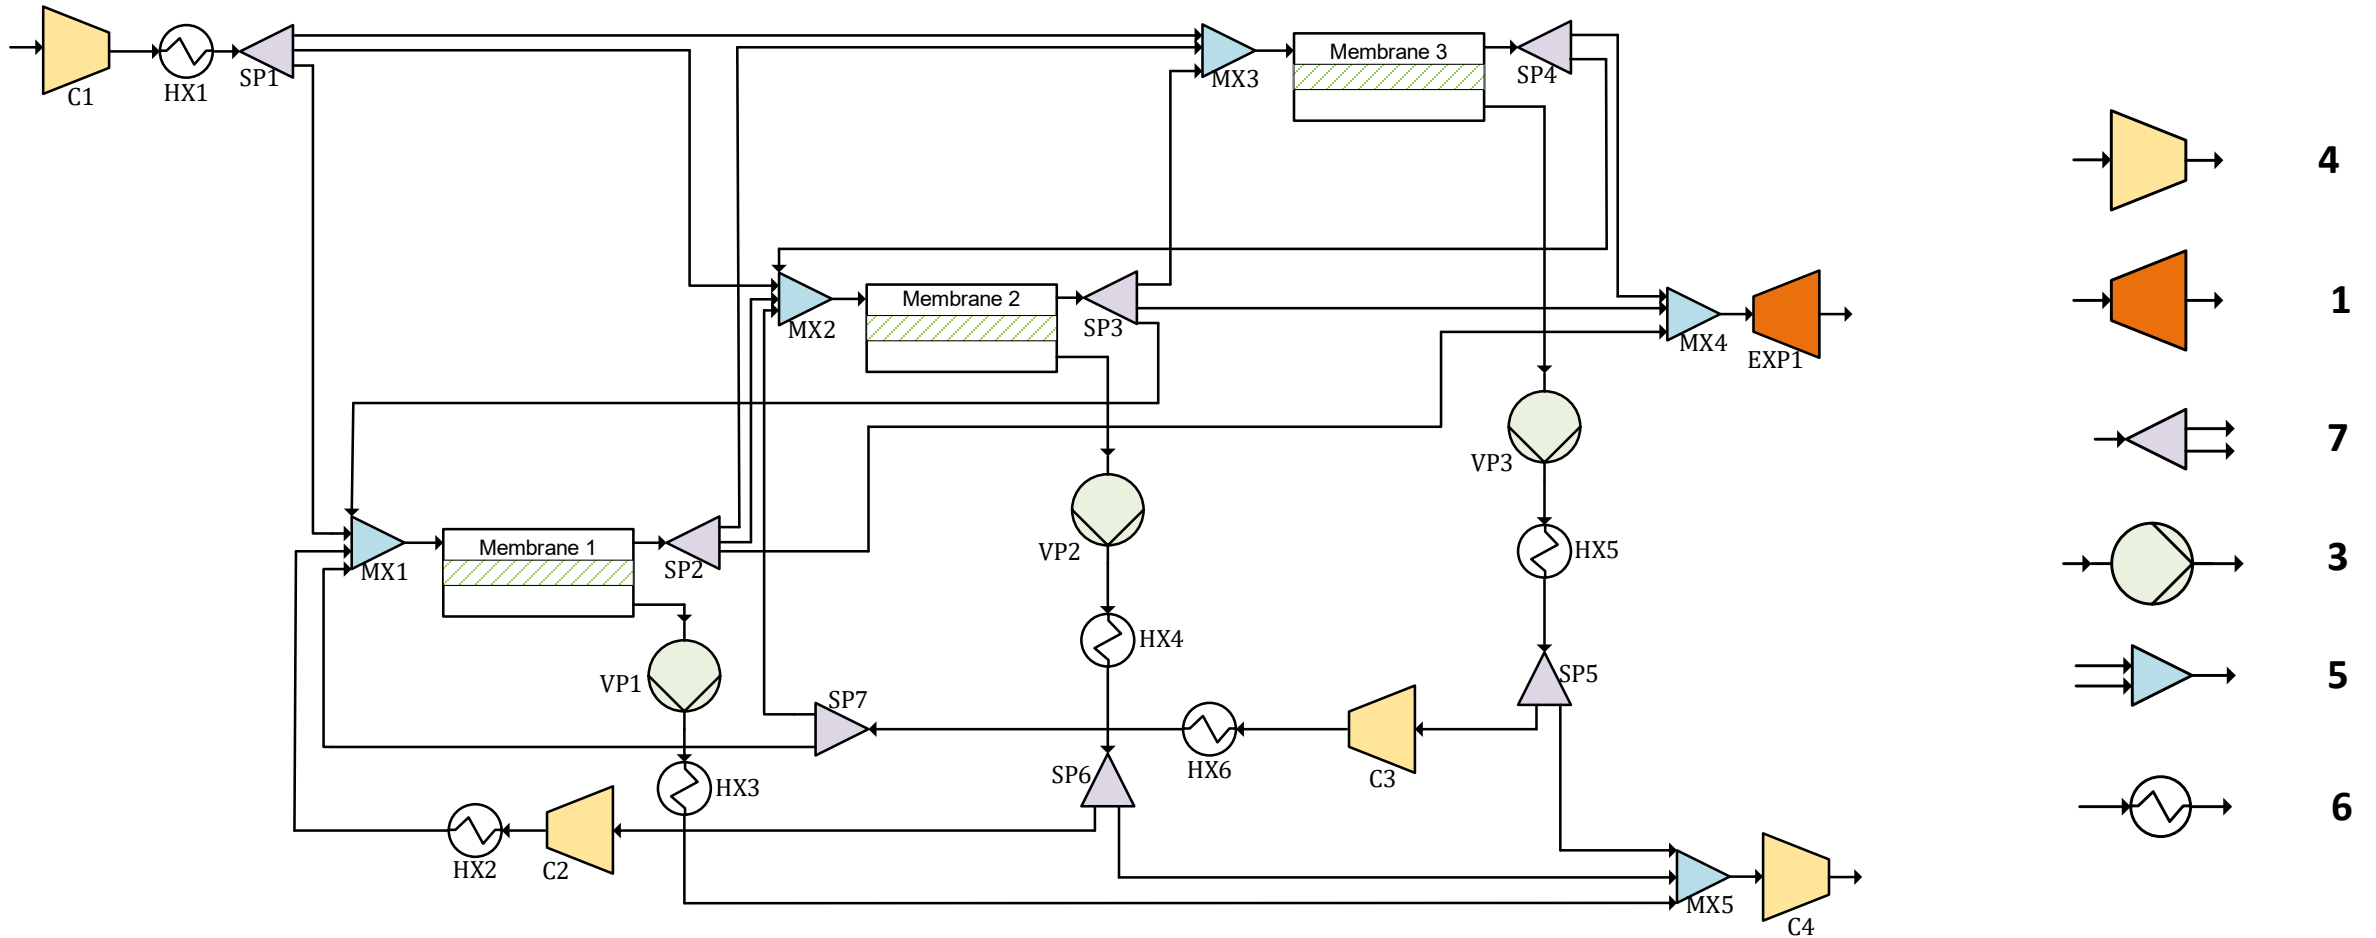 C1
HX1
SP1
MX3
Membrane 3
SP4
4
MX2
Membrane 2
SP3
MX4
EXP1
1
7
VP3
MX1
Membrane 1
SP2
VP2
HX5
3
HX4
VP1
SP7
SP5
5
HX3
SP6
HX6
C3
HX2
C2
6
MX5
C4